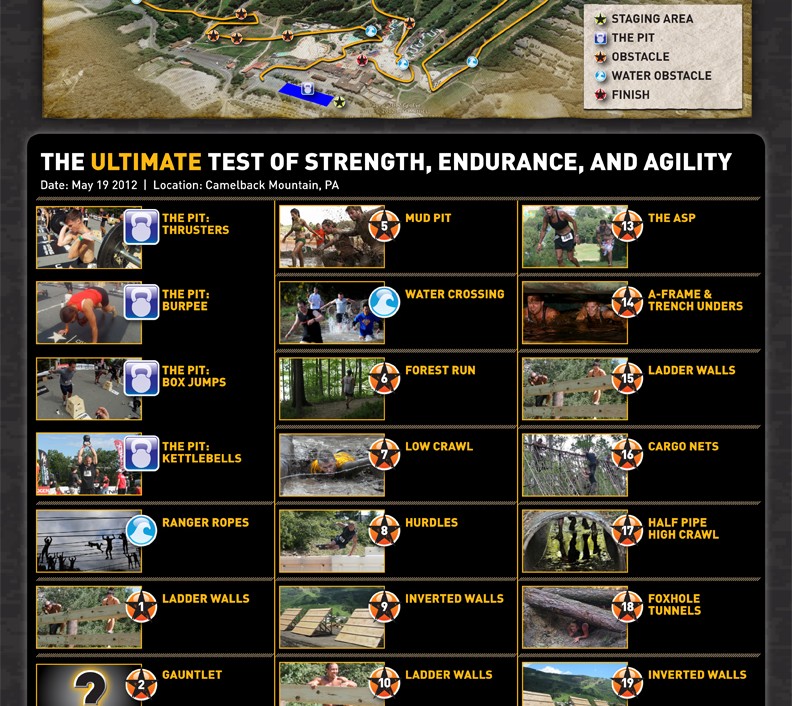 STAGING AREA
THE PIT
OBSTACLE
WATER OBSTACLE
FINISH
THE ULTIMATE TEST OF STRENGTH, ENDURANCE, AND AGILITY
Date: May 19 2012 | Location: Camelback Mountain, PA
THE PIT:
THRUSTERS
THE PIT:
BURPEE
THE PIT:
BOX JUMPS
THE PIT:
KETTLEBELLS
RANGER ROPES
1
LADDER WALLS
?
2
GAUNTLET
5
MUD PIT
WATER CROSSING
6
FOREST RUN
7
LOW CRAWL
8
HURDLES
9
INVERTED WALLS
10
LADDER WALLS
13
THE ASP
14
A-FRAME &
TRENCH UNDERS
15
LADDER WALLS
16
CARGO NETS
17
HALF PIPE
HIGH CRAWL
18
FOXHOLE
TUNNELS
19
INVERTED WALLS